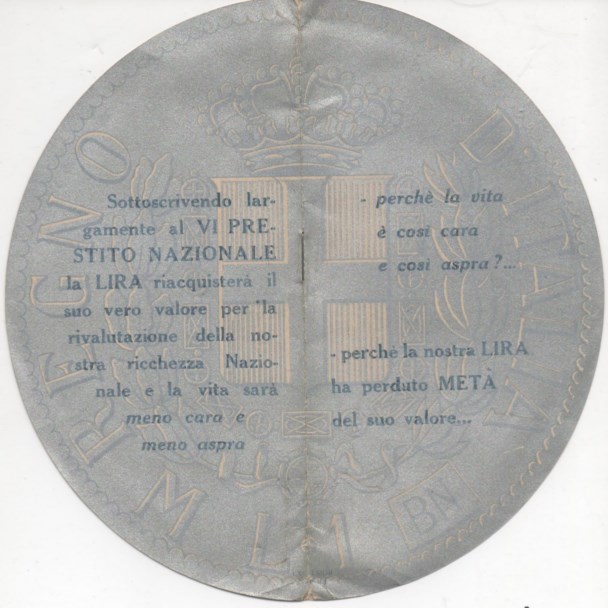 Sottoscrivendo lar-
gamente al VI PRE-
STITO NAZIONALE
la LIRA riacquisterà il
suo vero valore per la
rivalutazione della no-
stra ricchezza Nazio-
nale e la vita sarà
meno cara e
meno aspra
- perchè la vita
è così cara
e così aspra?...
- perchè la nostra LIRA
ha perduto METÀ
del suo valore...
REGNO D'ITALIA
M L 1 BN